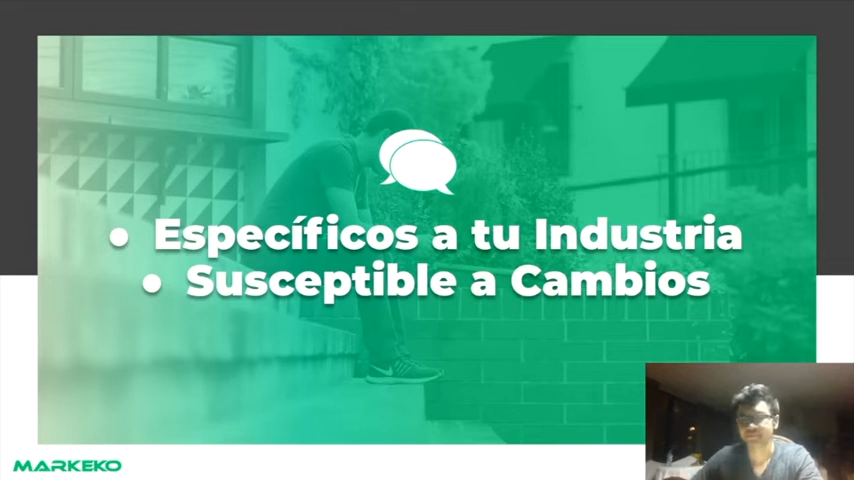 ● Específicos a tu Industria
● Susceptible a Cambios
MARKEKO